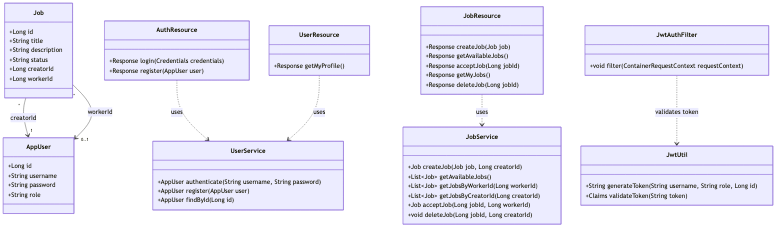 Job
+Long id
+String title
+String description
+String status
+Long creatorId
+Long workerId
*
*
creatorId
workerId
1
0..1
AppUser
+Long id
+String username
+String password
+String role
AuthResource
+Response login(Credentials credentials)
+Response register(AppUser user)
UserResource
+Response getMyProfile()
uses
uses
UserService
+AppUser authenticate(String username, String password)
+AppUser register(AppUser user)
+AppUser findById(Long id)
JobResource
+Response createJob(Job job)
+Response getAvailableJobs()
+Response acceptJob(Long jobId)
+Response getMyJobs()
+Response deleteJob(Long jobId)
uses
JobService
+Job createJob(Job job, Long creatorId)
+List<Job> getAvailableJobs()
+List<Job> getJobsByWorkerId(Long workerId)
+List<Job> getJobsByCreatorId(Long creatorId)
+Job acceptJob(Long jobId, Long workerId)
+void deleteJob(Long jobId, Long creatorId)
JwtAuthFilter
+void filter(ContainerRequestContext requestContext)
validates token
JwtUtil
+String generateToken(String username, String role, Long id)
+Claims validateToken(String token)